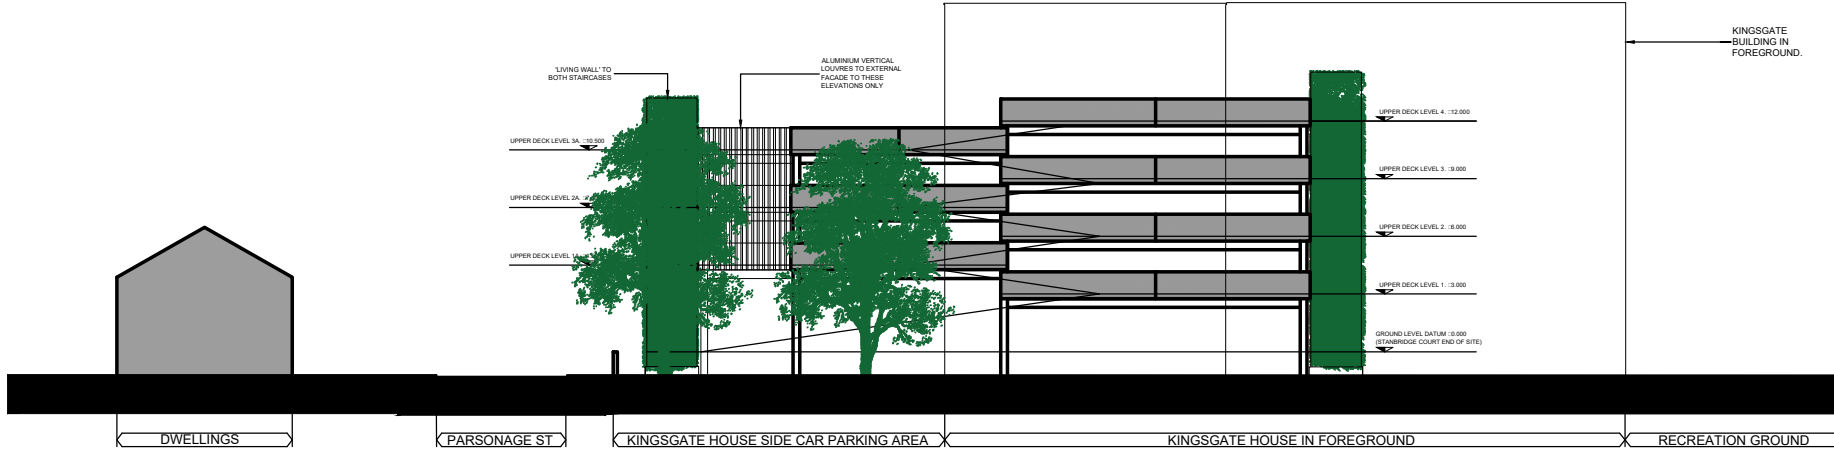 KINGSGATE
BUILDING IN
FOREGROUND.
'LIVING WALL' TO
BOTH STAIRCASES
ALUMINIUM VERTICAL
LOUVRES TO EXTERNAL
FACADE TO THESE
ELEVATIONS ONLY
UPPER DECK LEVEL 4. □12.000
UPPER DECK LEVEL 3A. □10.500
UPPER DECK LEVEL 3. □9.000
UPPER DECK LEVEL 2A.
UPPER DECK LEVEL 2. □6.000
UPPER DECK LEVEL
UPPER DECK LEVEL 1. □3.000
GROUND LEVEL DATUM □0.000
(STANBRIDGE COURT END OF SITE)
DWELLINGS
PARSONAGE ST
KINGSGATE HOUSE SIDE CAR PARKING AREA
KINGSGATE HOUSE IN FOREGROUND
RECREATION GROUND